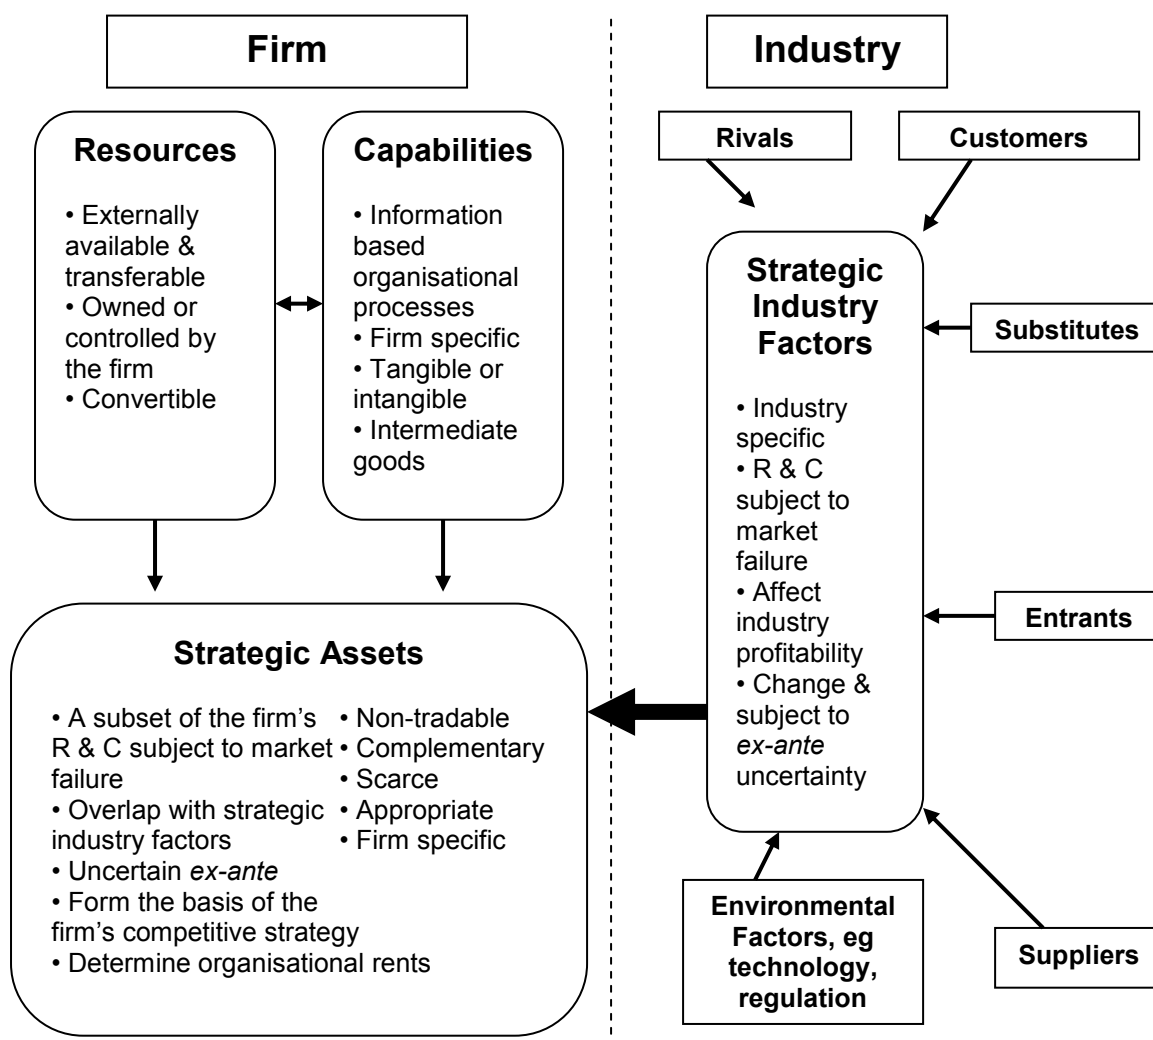 Firm
Resources
• Externally
available &
transferable
• Owned or
controlled by
the firm
• Convertible
Capabilities
• Information
based
organisational
processes
• Firm specific
• Tangible or
intangible
• Intermediate
goods
Strategic Assets
• A subset of the firm's
R & C subject to market
failure
• Overlap with strategic
industry factors
• Uncertain ex-ante
• Form the basis of the
firm's competitive strategy
• Determine organisational rents
• Non-tradable
• Complementary
• Scarce
• Appropriate
• Firm specific
Industry
Rivals
Customers
Strategic
Industry
Factors
• Industry
specific
• R & C
subject to
market
failure
• Affect
industry
profitability
• Change &
subject to
ex-ante
uncertainty
Substitutes
Entrants
Suppliers
Environmental
Factors, eg
technology,
regulation